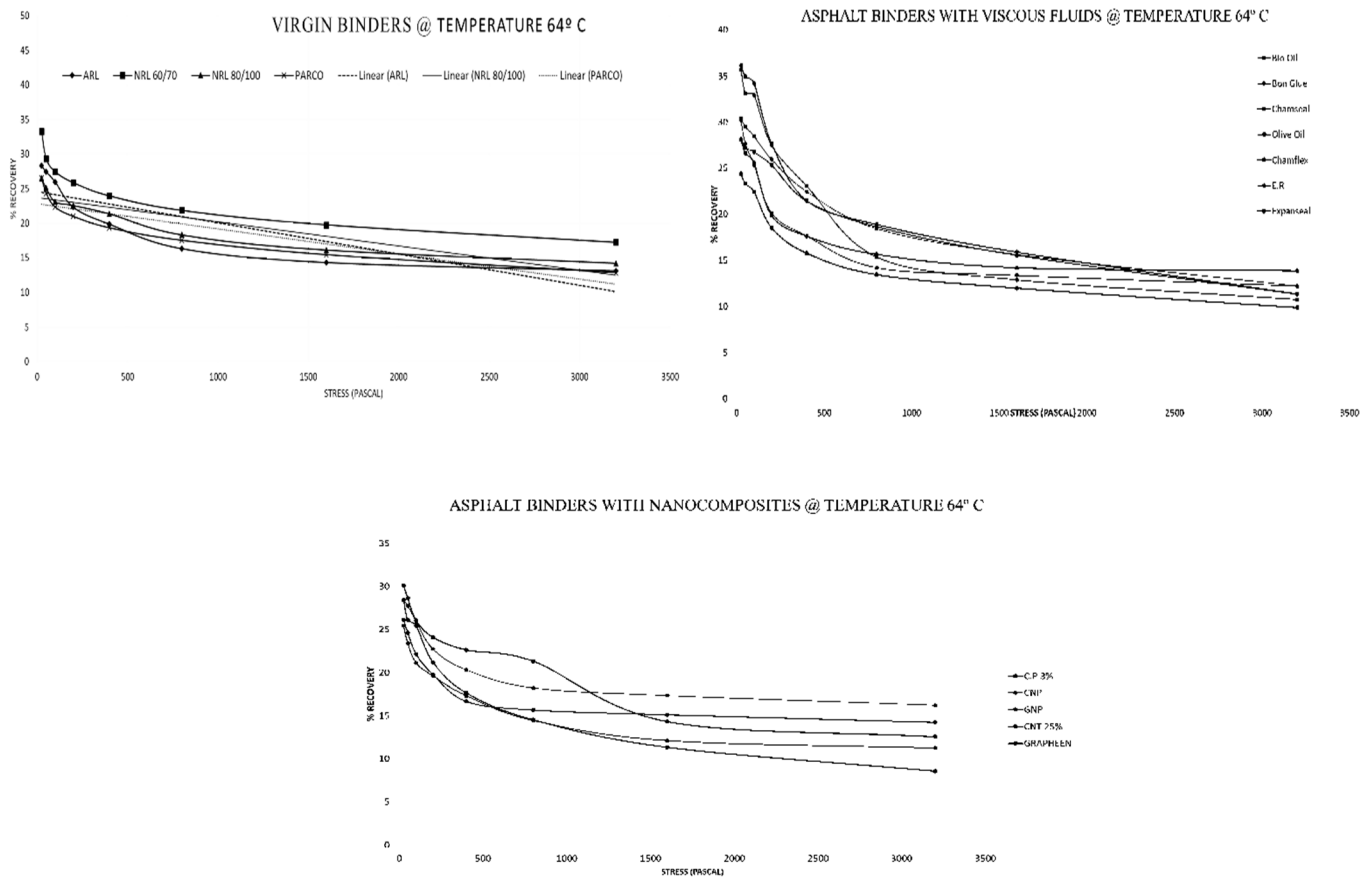 VIRGIN BINDERS @ TEMPERATURE 64º C
50
45
40
35
30
25
20
15
10
5
0
% RECOVERY
ARL NRL 60/70 NRL 80/100 PARCO Linear (ARL) Linear (NRL 80/100) Linear (PARCO)
0 500 1000 1500 2000 2500 3000 3500
STRESS (PASCAL)
ASPHALT BINDERS WITH VISCOUS FLUIDS @ TEMPERATURE 64º C
40
35
30
25
20
15
10
5
0
% RECOVERY
Bio Oil
Bon Glue
Chamseal
Olive Oil
Chamflex
E.R
Expanseal
0 500 1000 1500 STRESS (PASCAL) 2000 2500 3000 3500
ASPHALT BINDERS WITH NANOCOMPOSITES @ TEMPERATURE 64º C
35
30
25
20
15
10
5
0
% RECOVERY
C.P 3%
CNP
GNP
CNT 25%
GRAPHEEN
0 500 1000 1500 2000 2500 3000 3500
STRESS (PASCAL)